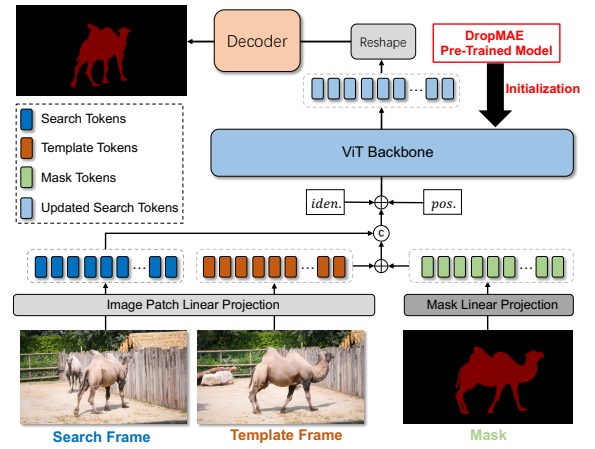 Decoder
Reshape
DropMAE
Pre-Trained Model
Initialization
Search Tokens
Template Tokens
Mask Tokens
Updated Search Tokens
...
ViT Backbone
iden.
pos.
C
...
...
...
Image Patch Linear Projection
Mask Linear Projection
Search Frame
Template Frame
Mask